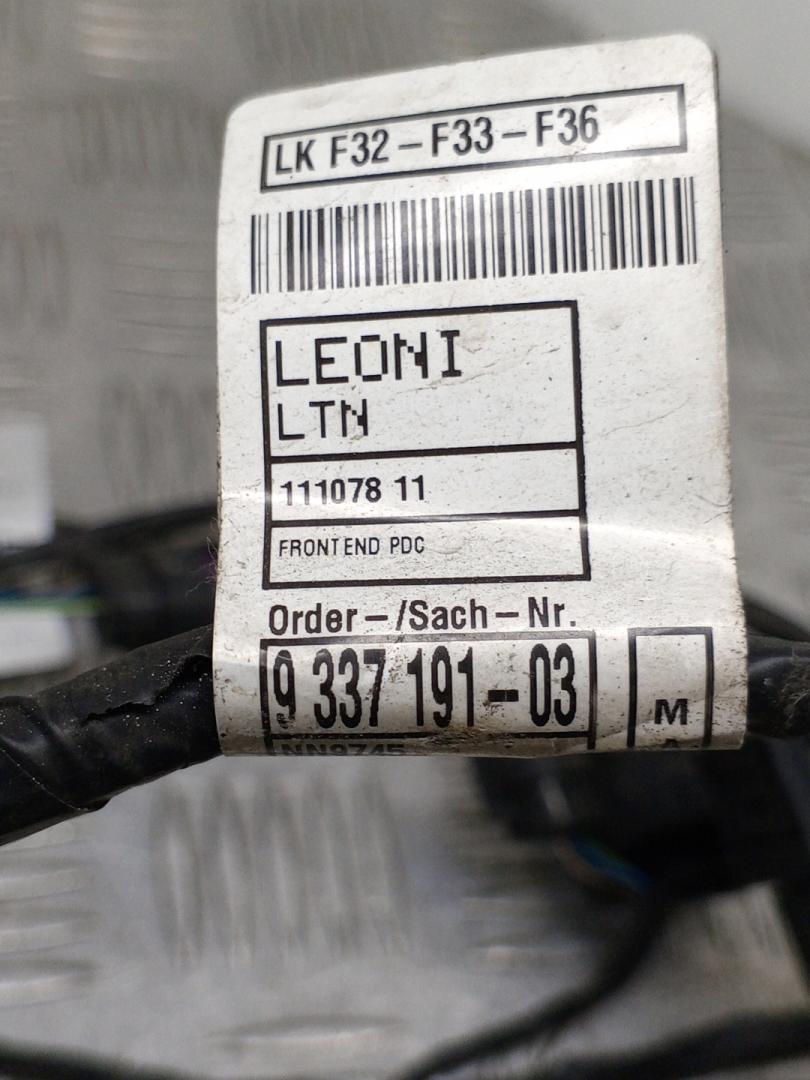 LK F32-F33-F36
LEONI
LTN
111078 11
FRONTEND PDC
Order-/Sach-Nr.
9 337 191-03
M